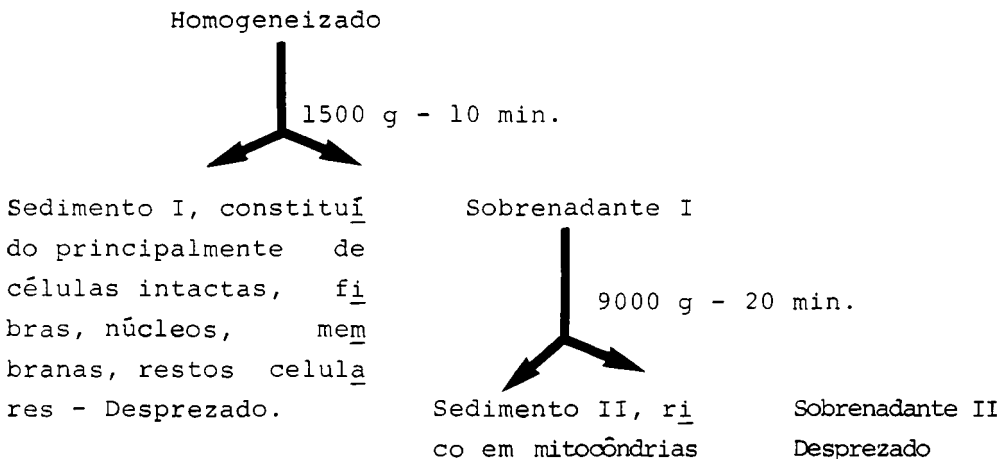 Homogeneizado
1500 g - 10 min.
Sedimento I, constituí
do principalmente de
células intactas, fi
bras, núcleos, mem
branas, restos celula
res - Desprezado.
Sobrenadante I
9000 g - 20 min.
Sedimento II, ri
co em mitocôndrias
Sobrenadante II
Desprezado